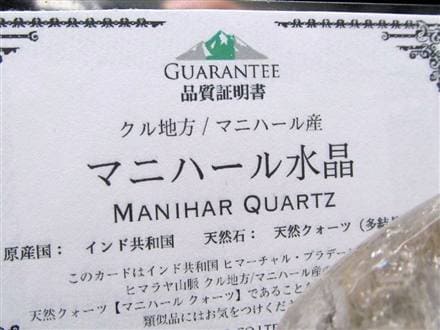 GUARANTEE
品質証明書
クル地方 / マニハール産
マニハール水晶
MANIHAR QUARTZ
原産国： インド共和国 天然石： 天然クォーツ（多結
このカードはインド共和国 ヒマーチャル・プラデー
ヒマラヤ山脈 クル地方/マニハール産の
天然クォーツ【マニハール クォーツ】であること
類似品にはお気をつけくだ